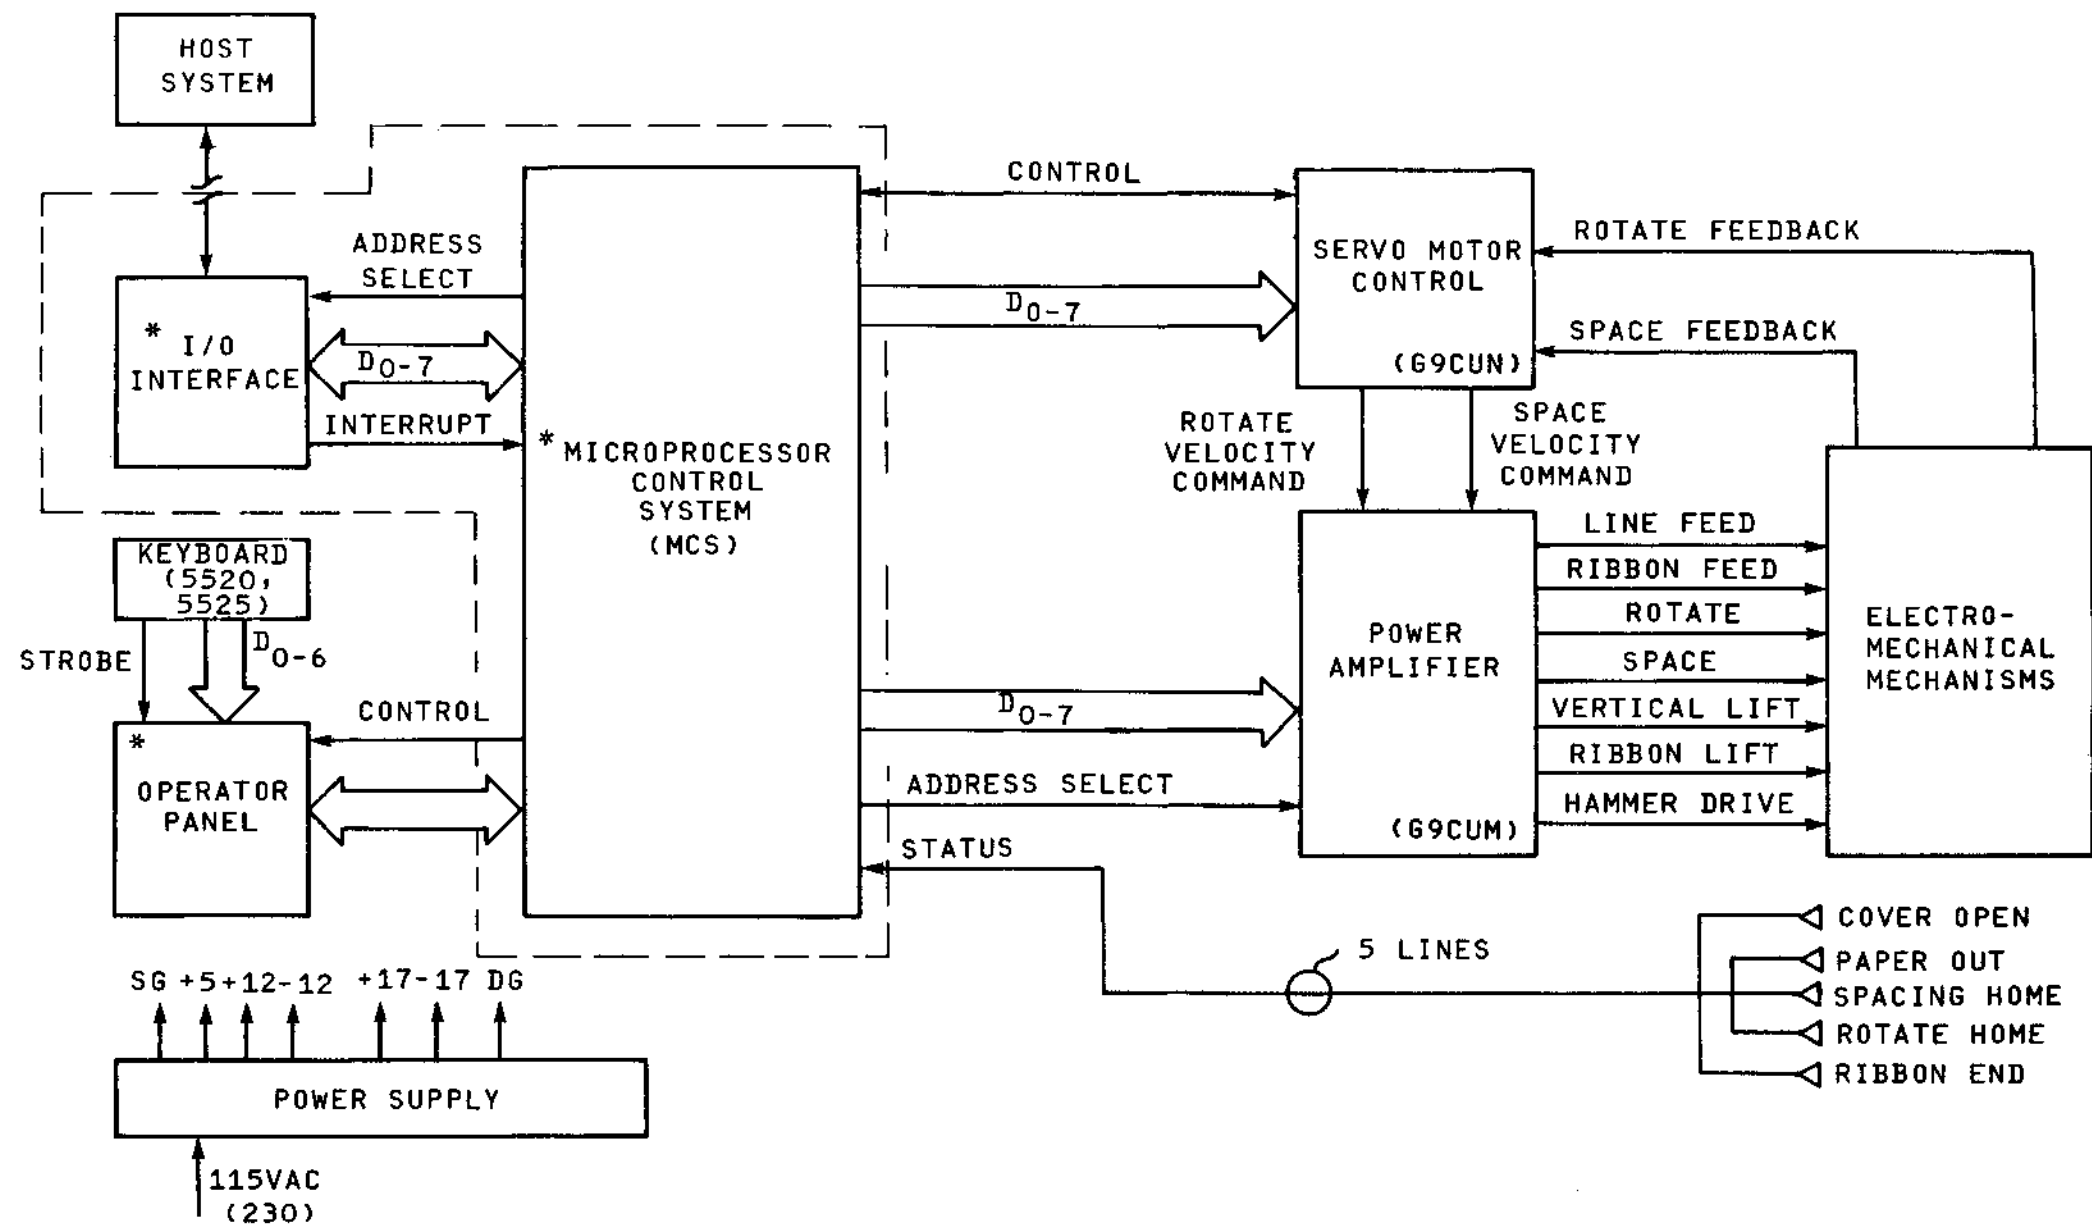 HOST
SYSTEM
CONTROL
ADDRESS
SELECT
* I/O
INTERFACE
D0-7
INTERRUPT
* MICROPROCESSOR
CONTROL
SYSTEM
(MCS)
D0-7
SERVO MOTOR
CONTROL
(G9CUN)
ROTATE FEEDBACK
SPACE FEEDBACK
ROTATE
VELOCITY
COMMAND
SPACE
VELOCITY
COMMAND
KEYBOARD
(5520,
5525)
STROBE
D0-6
CONTROL
*
OPERATOR
PANEL
D0-7
ADDRESS SELECT
STATUS
POWER
AMPLIFIER
(G9CUM)
LINE FEED
RIBBON FEED
ROTATE
SPACE
VERTICAL LIFT
RIBBON LIFT
HAMMER DRIVE
ELECTRO-
MECHANICAL
MECHANISMS
5 LINES
COVER OPEN
PAPER OUT
SPACING HOME
ROTATE HOME
RIBBON END
SG +5 +12 -12 +17 -17 DG
POWER SUPPLY
115VAC
(230)